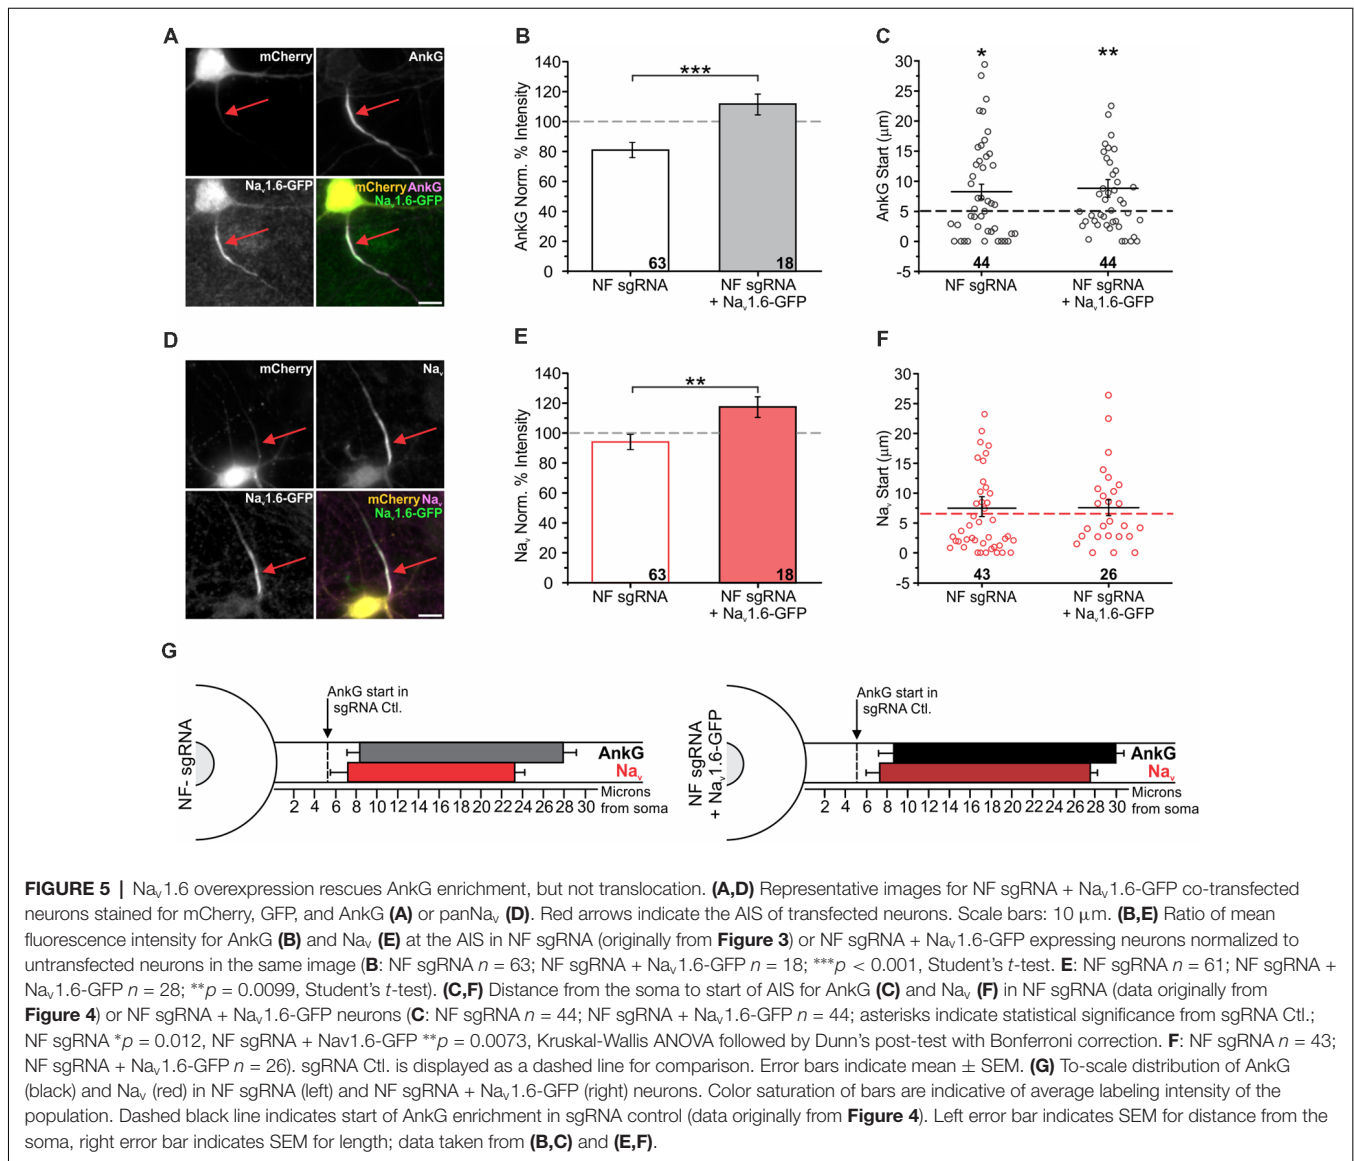 A
mCherry
AnkG
Nav1.6-GFP
mCherry AnkG
Nav1.6-GFP
B
AnkG Norm. % Intensity
140
120
100
80
60
40
20
0
***
63
18
NF sgRNA
NF sgRNA
+ Nav1.6-GFP
C
AnkG Start (μm)
30
25
20
15
10
5
0
-5
*
**
44
44
NF sgRNA
NF sgRNA
+ Nav1.6-GFP
D
mCherry
Nav
Nav1.6-GFP
mCherry Nav
Nav1.6-GFP
E
Nav Norm. % Intensity
140
120
100
80
60
40
20
0
**
63
18
NF sgRNA
NF sgRNA
+ Nav1.6-GFP
F
Nav Start (μm)
30
25
20
15
10
5
0
-5
43
26
NF sgRNA
NF sgRNA
+ Nav1.6-GFP
G
NF- sgRNA
AnkG start in
sgRNA Ctl.
AnkG
Nav
2 4 6 8 10 12 14 16 18 20 22 24 26 28 30
Microns
from soma
NF sgRNA
+ Nav1.6-GFP
AnkG start in
sgRNA Ctl.
AnkG
Nav
2 4 6 8 10 12 14 16 18 20 22 24 26 28 30
Microns
from soma
FIGURE 5 | Nav1.6 overexpression rescues AnkG enrichment, but not translocation. (A,D) Representative images for NF sgRNA + Nav1.6-GFP co-transfected
neurons stained for mCherry, GFP, and AnkG (A) or panNav (D). Red arrows indicate the AIS of transfected neurons. Scale bars: 10 μm. (B,E) Ratio of mean
fluorescence intensity for AnkG (B) and Nav (E) at the AIS in NF sgRNA (originally from Figure 3) or NF sgRNA + Nav1.6-GFP expressing neurons normalized to
untransfected neurons in the same image (B: NF sgRNA n = 63; NF sgRNA + Nav1.6-GFP n = 18; ***p < 0.001, Student's t-test. E: NF sgRNA n = 61; NF sgRNA +
Nav1.6-GFP n = 28; **p = 0.0099, Student's t-test). (C,F) Distance from the soma to start of AIS for AnkG (C) and Nav (F) in NF sgRNA (data originally from
Figure 4) or NF sgRNA + Nav1.6-GFP neurons (C: NF sgRNA n = 44; NF sgRNA + Nav1.6-GFP n = 44; asterisks indicate statistical significance from sgRNA Ctl.;
NF sgRNA *p = 0.012, NF sgRNA + Nav1.6-GFP **p = 0.0073, Kruskal-Wallis ANOVA followed by Dunn's post-test with Bonferroni correction. F: NF sgRNA n = 43;
NF sgRNA + Nav1.6-GFP n = 26). sgRNA Ctl. is displayed as a dashed line for comparison. Error bars indicate mean ± SEM. (G) To-scale distribution of AnkG
(black) and Nav (red) in NF sgRNA (left) and NF sgRNA + Nav1.6-GFP (right) neurons. Color saturation of bars are indicative of average labeling intensity of the
population. Dashed black line indicates start of AnkG enrichment in sgRNA control (data originally from Figure 4). Left error bar indicates SEM for distance from the
soma, right error bar indicates SEM for length; data taken from (B,C) and (E,F).